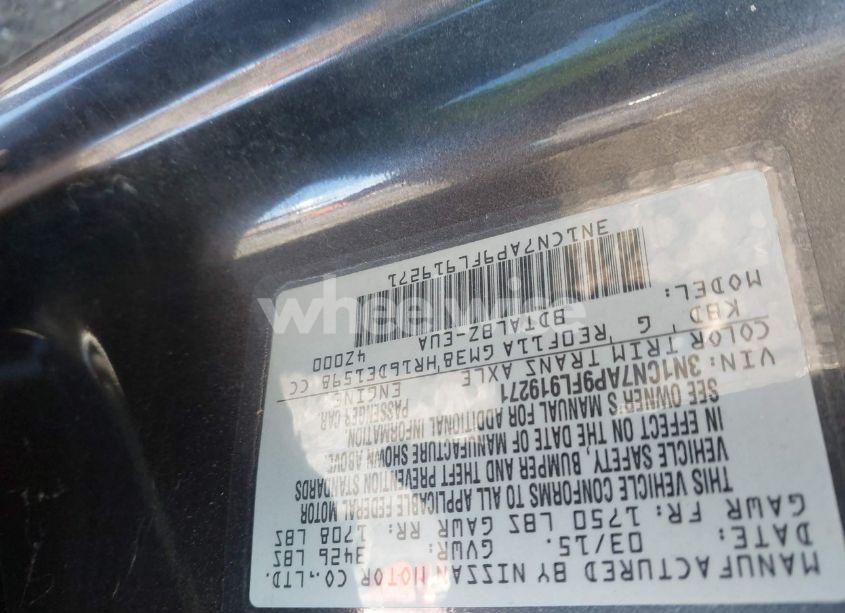 MANUFACTURED BY NISSAN MOTOR CO., LTD.
DATE: 03/15. GVWR: 3426 LBS
GAWR FR: 1750 LBS GAWR RR: 1708 LBS
THIS VEHICLE CONFORMS TO ALL APPLICABLE FEDERAL MOTOR
VEHICLE SAFETY, BUMPER AND THEFT PREVENTION STANDARDS
IN EFFECT ON THE DATE OF MANUFACTURE SHOWN ABOVE.
SEE OWNER'S MANUAL FOR ADDITIONAL INFORMATION.
VIN: 3N1CN7AP9FL919271 PASSENGER CAR.
COLOR TRIM TRANS AXLE ENGINE
KBD G RE0F11A GM38 HR16DE1598 CC
MODEL: BDTALBZ-EUA 4Z000
3N1CN7AP9FL919271
wheelwise